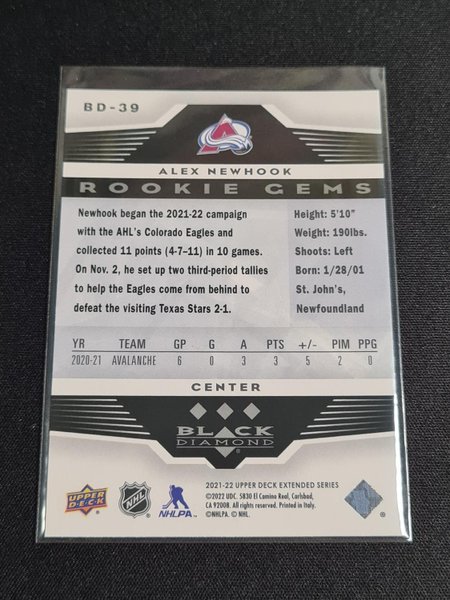 BD-39
ALEX NEWHOOK
ROOKIE GEMS
Newhook began the 2021-22 campaign
with the AHL's Colorado Eagles and
collected 11 points (4-7–11) in 10 games.
On Nov. 2, he set up two third-period tallies
to help the Eagles come from behind to
defeat the visiting Texas Stars 2-1.
Height: 5'10"
Weight: 190lbs.
Shoots: Left
Born: 1/28/01
St. John's,
Newfoundland
YR TEAM GP G A PTS +/- PIM PPG
2020-21 AVALANCHE 6 0 3 3 5 2 0
CENTER
BLACK
DIAMOND
2021-22 UPPER DECK EXTENDED SERIES
©2022 UDC. 5830 El Camino Real, Carlsbad,
CA 92008. All rights reserved. Printed in Italy.
©NHLPA. © NHL.
UPPER
DECK
NHL
NHLPA